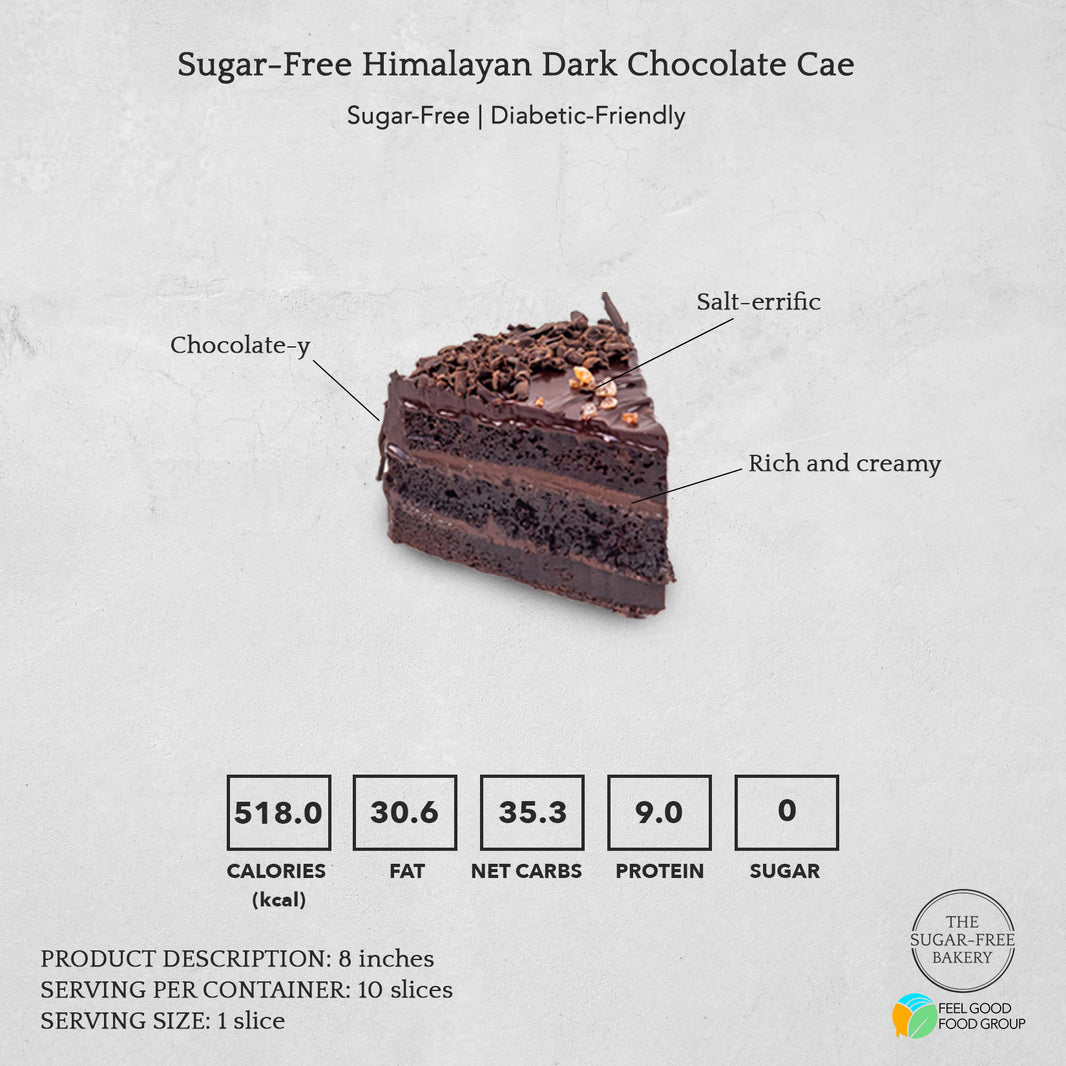 Sugar-Free Himalayan Dark Chocolate Cae
Sugar-Free | Diabetic-Friendly
Salt-errific
Chocolate-y
Rich and creamy
518.0 30.6 35.3 9.0 0
CALORIES FAT NET CARBS PROTEIN SUGAR
(kcal)
THE
SUGAR-FREE
BAKERY
PRODUCT DESCRIPTION: 8 inches
SERVING PER CONTAINER: 10 slices
SERVING SIZE: 1 slice
FEEL GOOD
FOOD GROUP